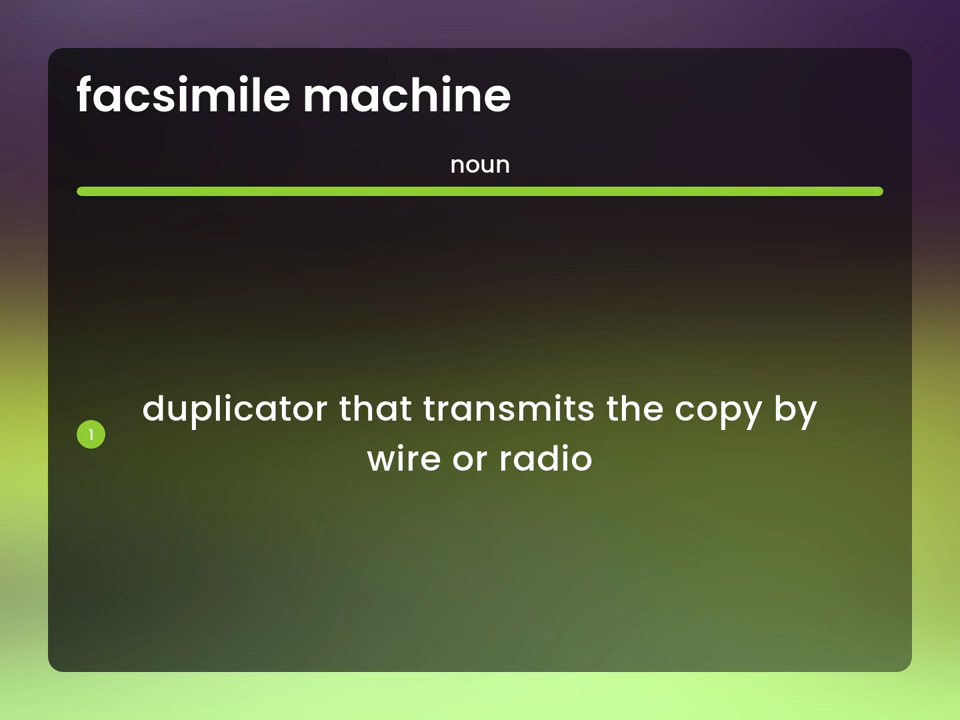 facsimile machine
noun
1
duplicator that transmits the copy by
wire or radio